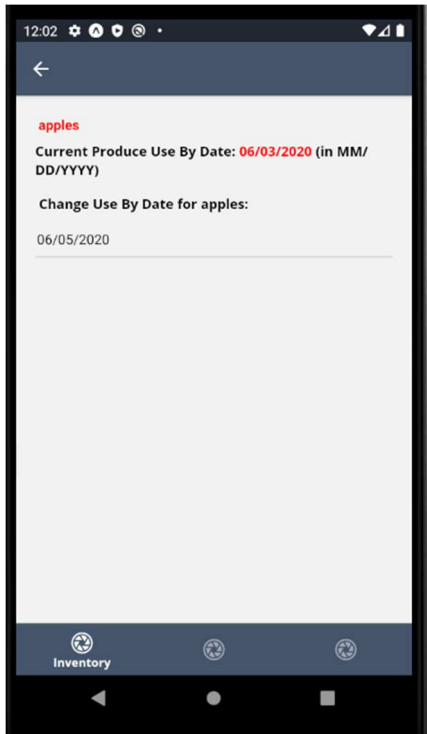 12:02
apples
Current Produce Use By Date: 06/03/2020 (in MM/
DD/YYYY)
Change Use By Date for apples:
06/05/2020
Inventory